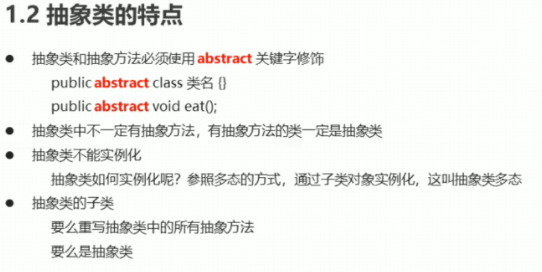 1.2 抽象类的特点
● 抽象类和抽象方法必须使用 abstract 关键字修饰
public abstract class 类名 {}
public abstract void eat();
● 抽象类中不一定有抽象方法，有抽象方法的类一定是抽象类
● 抽象类不能实例化
抽象类如何实例化呢？参照多态的方式，通过子类对象实例化，这叫抽象类多态
● 抽象类的子类
要么重写抽象类中的所有抽象方法
要么是抽象类